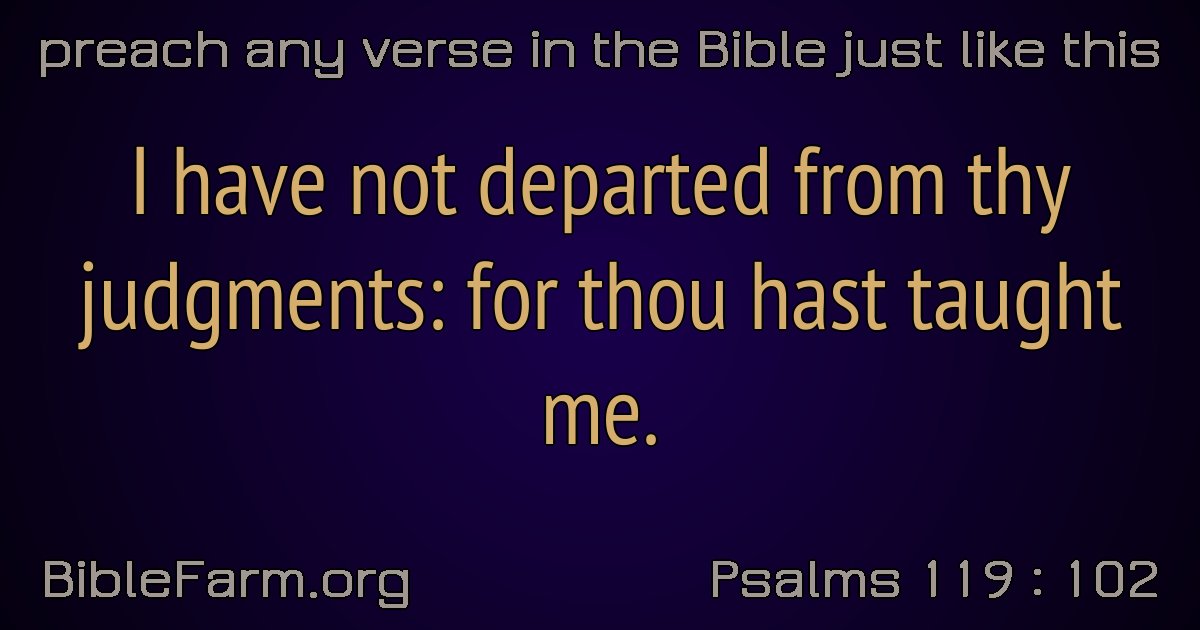 preach any verse in the Bible just like this
I have not departed from thy
judgments: for thou hast taught
me.
BibleFarm.org
Psalms 119 : 102